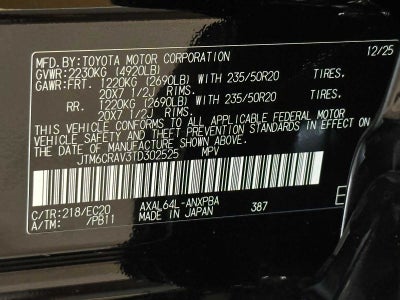 MFD.BY:TOYOTA MOTOR CORPORATION 12/25
GVWR:2230KG (4920LB)
GAWR:FRT. 1220KG (2690LB) WITH 235/50R20 TIRES,
20X7 1/2J RIMS.
RR. 1220KG (2690LB) WITH 235/50R20 TIRES,
20X7 1/2J RIMS.
THIS VEHICLE CONFORMS TO ALL APPLICABLE FEDERAL MOTOR
VEHICLE SAFETY AND THEFT PREVENTION STANDARDS IN EFFECT
ON THE DATE OF MANUFACTURE SHOWN ABOVE.
JTM6CRAV3TD302525 MPV
C/TR:218/EC20 AXAL64L-ANXPBA 387
A/TM: /PB11 MADE IN JAPAN
E